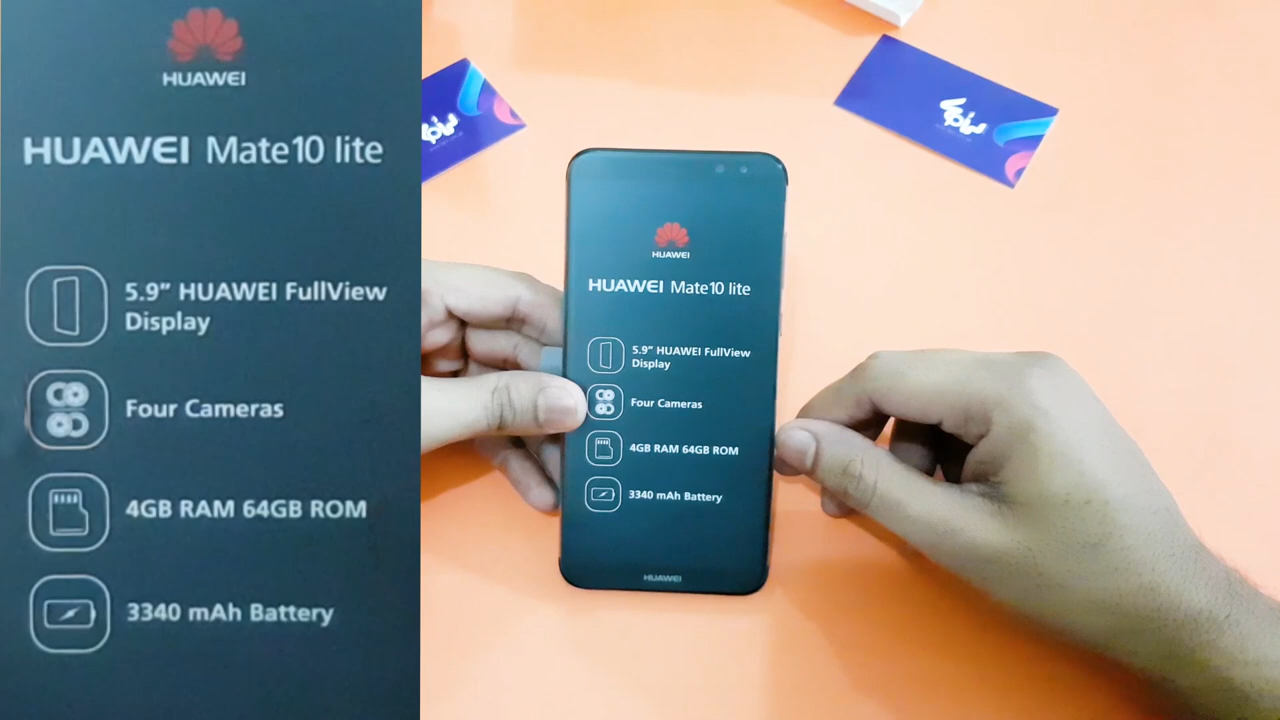 HUAWEI
HUAWEI Mate10 lite
5.9" HUAWEI FullView
Display
Four Cameras
4GB RAM 64GB ROM
3340 mAh Battery
HUAWEI
HUAWEI Mate10 lite
5.9" HUAWEI FullView
Display
Four Cameras
4GB RAM 64GB ROM
3340 mAh Battery
HUAWEI